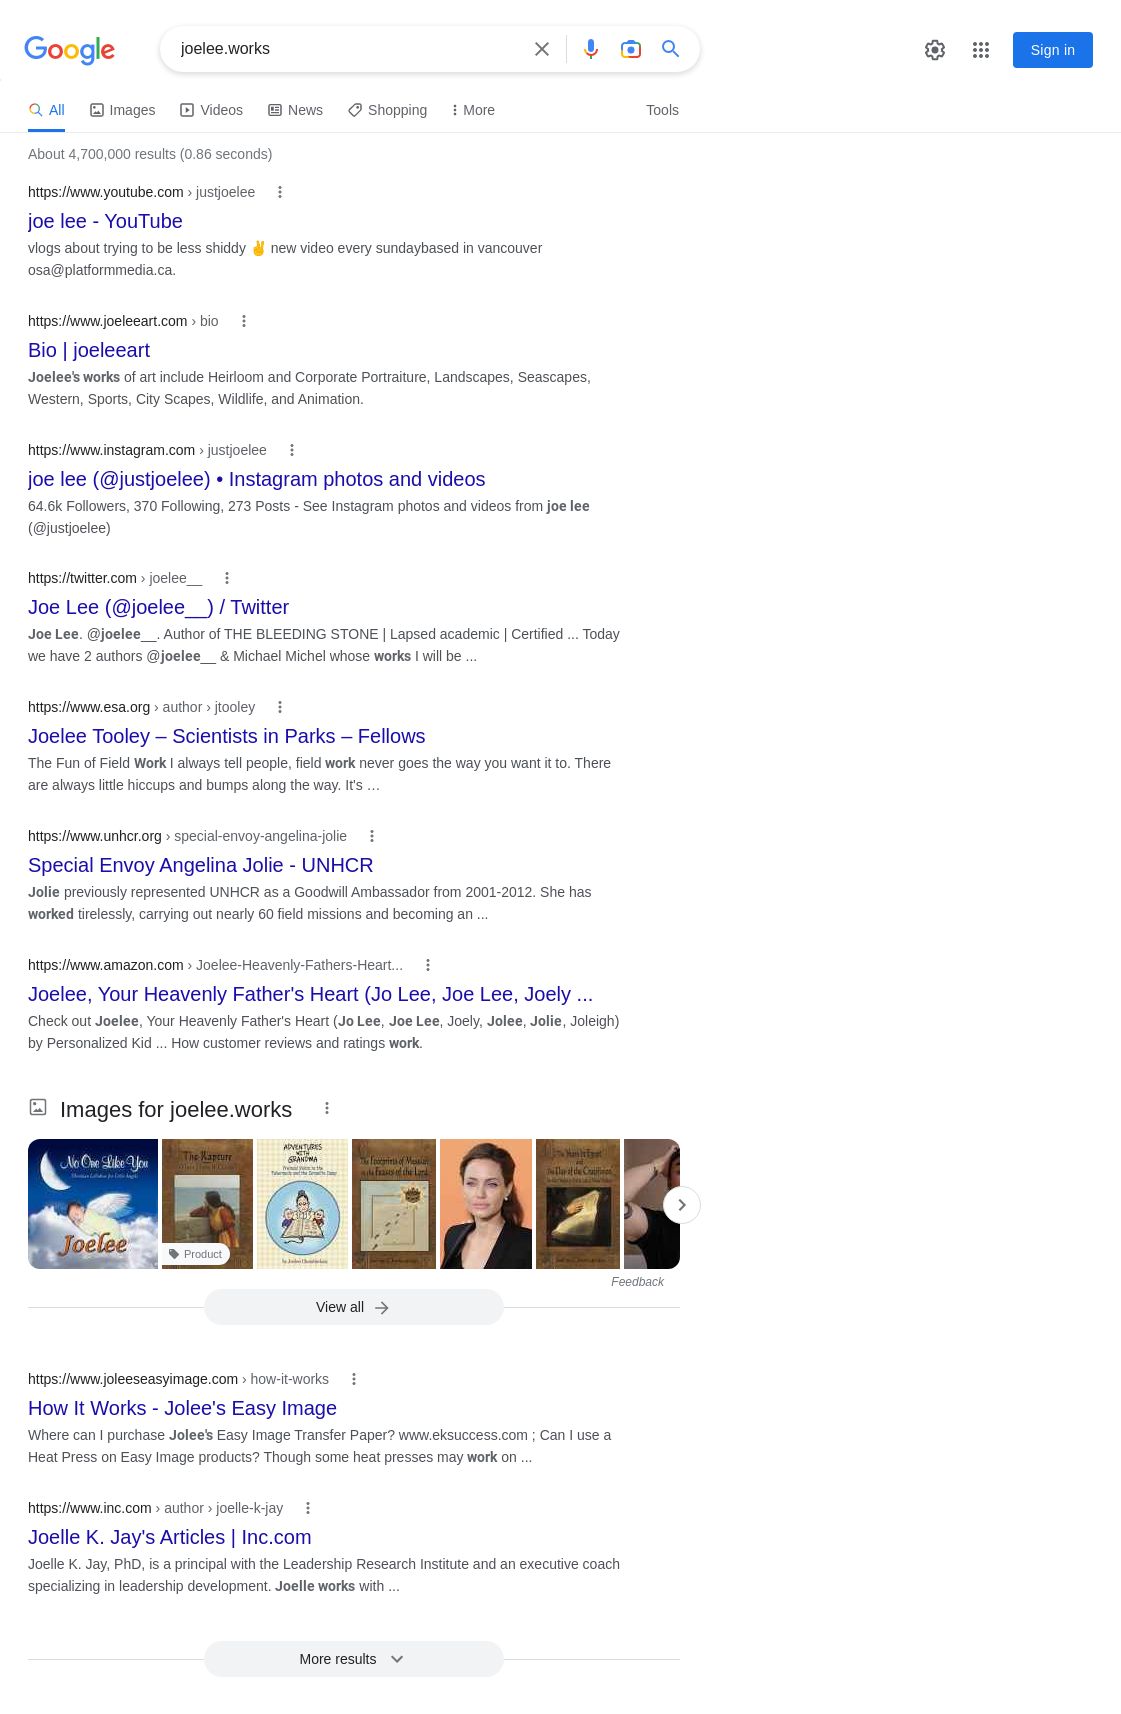 Google
joelee.works
Sign in
All
Images
Videos
News
Shopping
More
Tools
About 4,700,000 results (0.86 seconds)
https://www.youtube.com › justjoelee
joe lee - YouTube
vlogs about trying to be less shiddy ✌️ new video every sundaybased in vancouver
osa@platformmedia.ca.
https://www.joeleeart.com › bio
Bio | joeleeart
Joelee's works of art include Heirloom and Corporate Portraiture, Landscapes, Seascapes,
Western, Sports, City Scapes, Wildlife, and Animation.
https://www.instagram.com › justjoelee
joe lee (@justjoelee) • Instagram photos and videos
64.6k Followers, 370 Following, 273 Posts - See Instagram photos and videos from joe lee
(@justjoelee)
https://twitter.com › joelee__
Joe Lee (@joelee__) / Twitter
Joe Lee. @joelee__. Author of THE BLEEDING STONE | Lapsed academic | Certified ... Today
we have 2 authors @joelee__ & Michael Michel whose works I will be ...
https://www.esa.org › author › jtooley
Joelee Tooley – Scientists in Parks – Fellows
The Fun of Field Work I always tell people, field work never goes the way you want it to. There
are always little hiccups and bumps along the way. It's …
https://www.unhcr.org › special-envoy-angelina-jolie
Special Envoy Angelina Jolie - UNHCR
Jolie previously represented UNHCR as a Goodwill Ambassador from 2001-2012. She has
worked tirelessly, carrying out nearly 60 field missions and becoming an ...
https://www.amazon.com › Joelee-Heavenly-Fathers-Heart...
Joelee, Your Heavenly Father's Heart (Jo Lee, Joe Lee, Joely ...
Check out Joelee, Your Heavenly Father's Heart (Jo Lee, Joe Lee, Joely, Jolee, Jolie, Joleigh)
by Personalized Kid ... How customer reviews and ratings work.
Images for joelee.works
No One Like You
Christian Lullabies for Little Angels
Joelee
The Rapture
Product
ADVENTURES
WITH
GRANDMA
The Footprints of Messiah
in the Feasts of the Lord
Feedback
View all
https://www.joleeseasyimage.com › how-it-works
How It Works - Jolee's Easy Image
Where can I purchase Jolee's Easy Image Transfer Paper? www.eksuccess.com ; Can I use a
Heat Press on Easy Image products? Though some heat presses may work on ...
https://www.inc.com › author › joelle-k-jay
Joelle K. Jay's Articles | Inc.com
Joelle K. Jay, PhD, is a principal with the Leadership Research Institute and an executive coach
specializing in leadership development. Joelle works with ...
More results